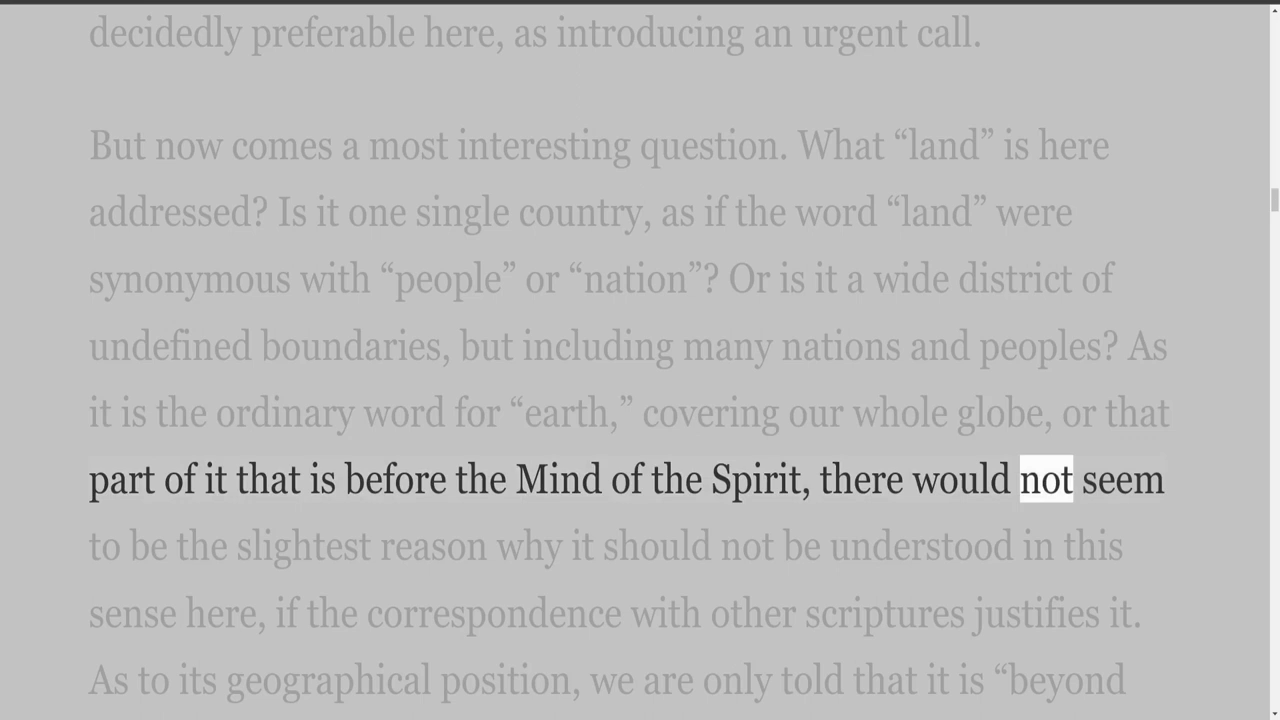 decidedly preferable here, as introducing an urgent call.
But now comes a most interesting question. What “land” is here
addressed? Is it one single country, as if the word “land” were
synonymous with “people” or “nation”? Or is it a wide district of
undefined boundaries, but including many nations and peoples? As
it is the ordinary word for “earth,” covering our whole globe, or that
part of it that is before the Mind of the Spirit, there would not seem
to be the slightest reason why it should not be understood in this
sense here, if the correspondence with other scriptures justifies it.
As to its geographical position, we are only told that it is “beyond